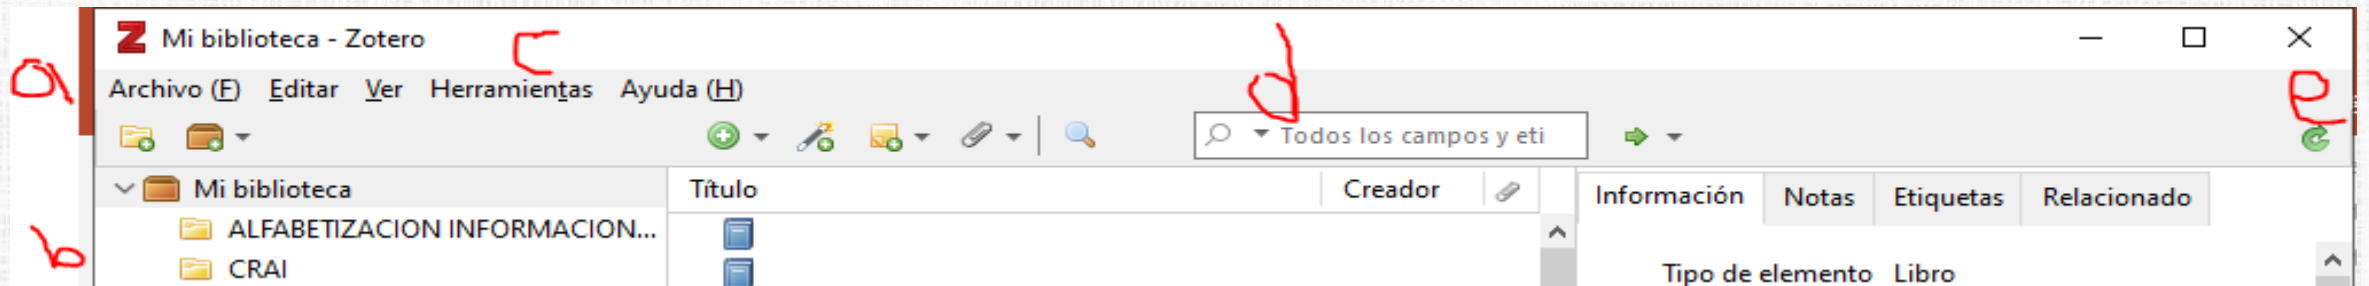 Z Mi biblioteca - Zotero
c
d
a
Archivo (F) Editar Ver Herramientas Ayuda (H)
e
Todos los campos y eti
Mi biblioteca
Título Creador
Información Notas Etiquetas Relacionado
ALFABETIZACION INFORMACION...
b
CRAI
Tipo de elemento Libro